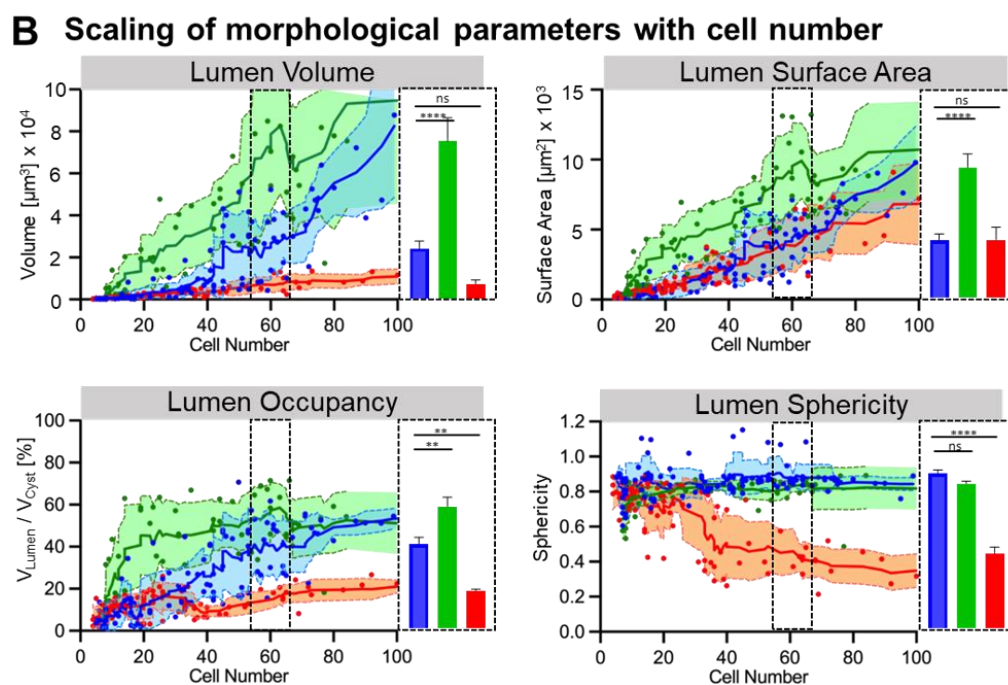 B Scaling of morphological parameters with cell number
Lumen Volume
Volume [µm³] x 10⁴
10
8
6
4
2
0
0 20 40 60 80 100
Cell Number
ns
****
Lumen Surface Area
Surface Area [µm²] x 10³
15
10
5
0
0 20 40 60 80 100
Cell Number
ns
****
Lumen Occupancy
V_Lumen / V_Cyst [%]
100
80
60
40
20
0
0 20 40 60 80 100
Cell Number
**
**
Lumen Sphericity
Sphericity
1.2
1.0
0.8
0.6
0.4
0.2
0.0
0 20 40 60 80 100
Cell Number
****
ns